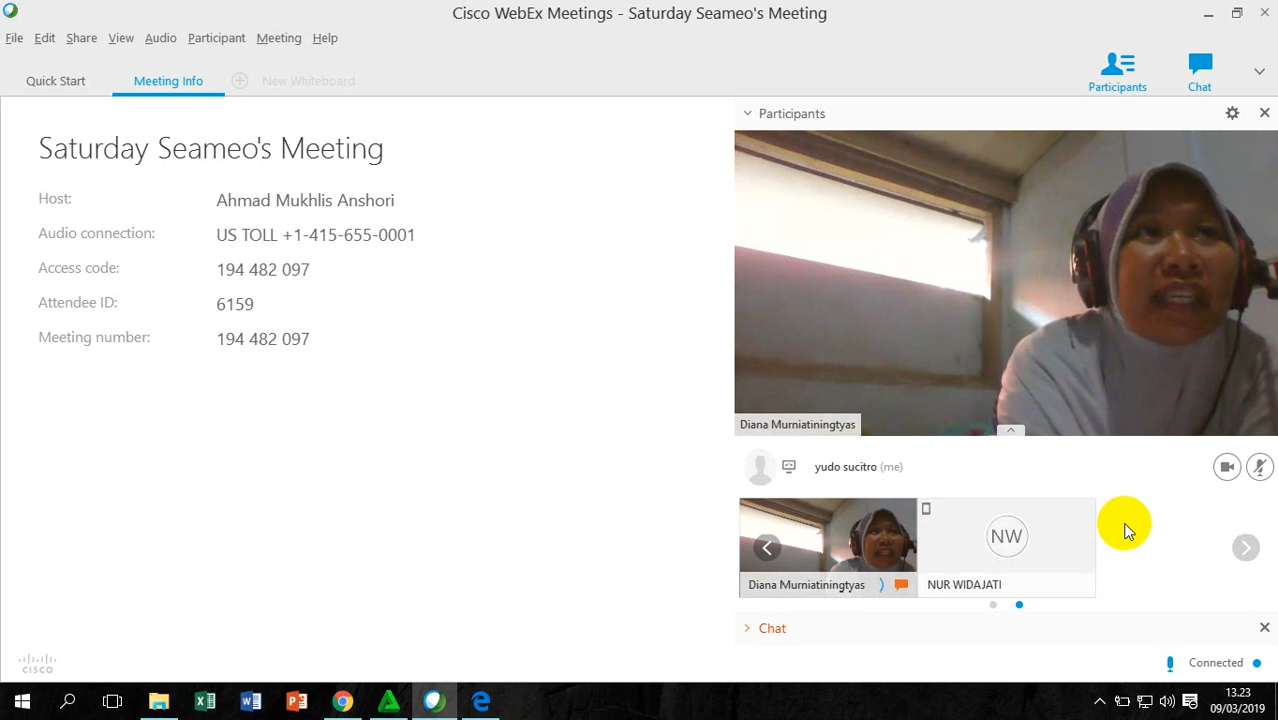 Cisco WebEx Meetings - Saturday Seameo's Meeting
File Edit Share View Audio Participant Meeting Help
Quick Start Meeting Info New Whiteboard
Participants Chat
Participants
Saturday Seameo's Meeting
Host: Ahmad Mukhlis Anshori
Audio connection: US TOLL +1-415-655-0001
Access code: 194 482 097
Attendee ID: 6159
Meeting number: 194 482 097
Diana Murniatiningtyas
yudo sucitro (me)
NW
Diana Murniatiningtyas NUR WIDAJATI
Chat
CISCO
Connected
13.23
09/03/2019